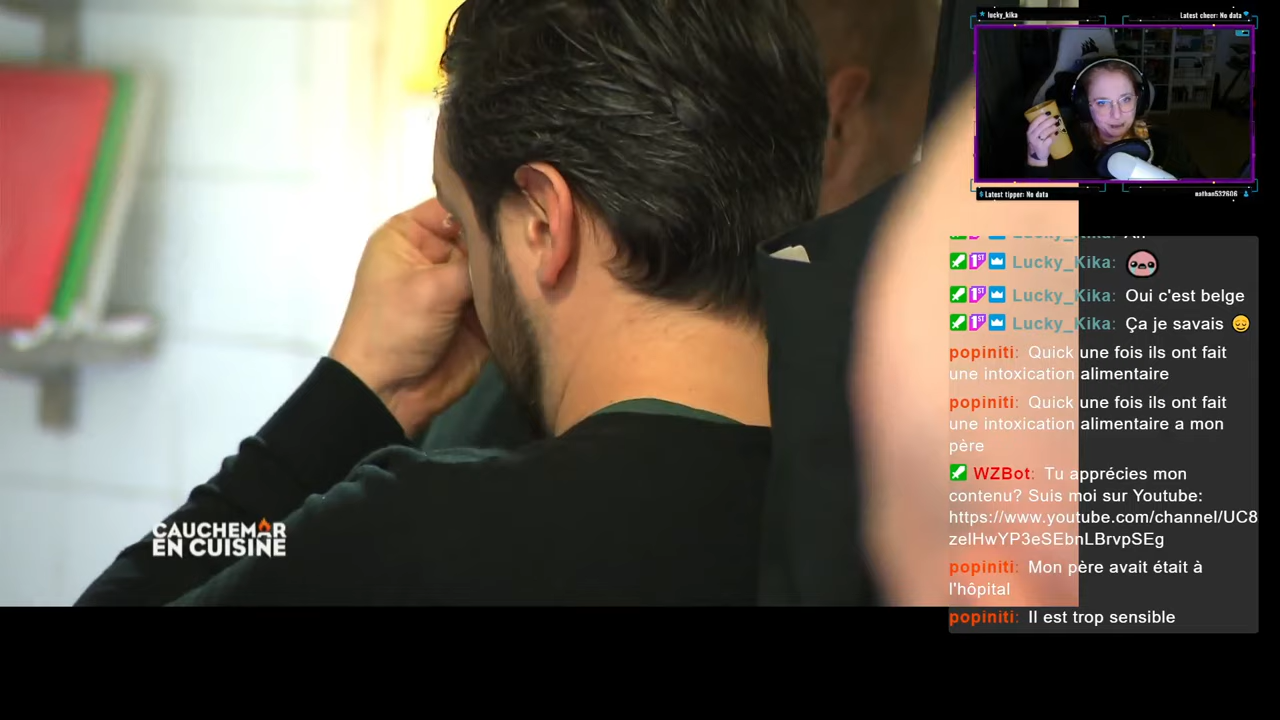 lucky_kika
Latest cheer: No data
Latest tipper: No data
nathan532606
Lucky_Kika:
Lucky_Kika:
Lucky_Kika: Oui c'est belge
Lucky_Kika: Ça je savais 😌
popiniti: Quick une fois ils ont fait
une intoxication alimentaire
popiniti: Quick une fois ils ont fait
une intoxication alimentaire a mon
père
WZBot: Tu apprécies mon
contenu? Suis moi sur Youtube:
https://www.youtube.com/channel/UC8
zelHwYP3eSEbnLBrvpSEg
popiniti: Mon père avait était à
l'hôpital
popiniti: Il est trop sensible
CAUCHEMAR
EN CUISINE